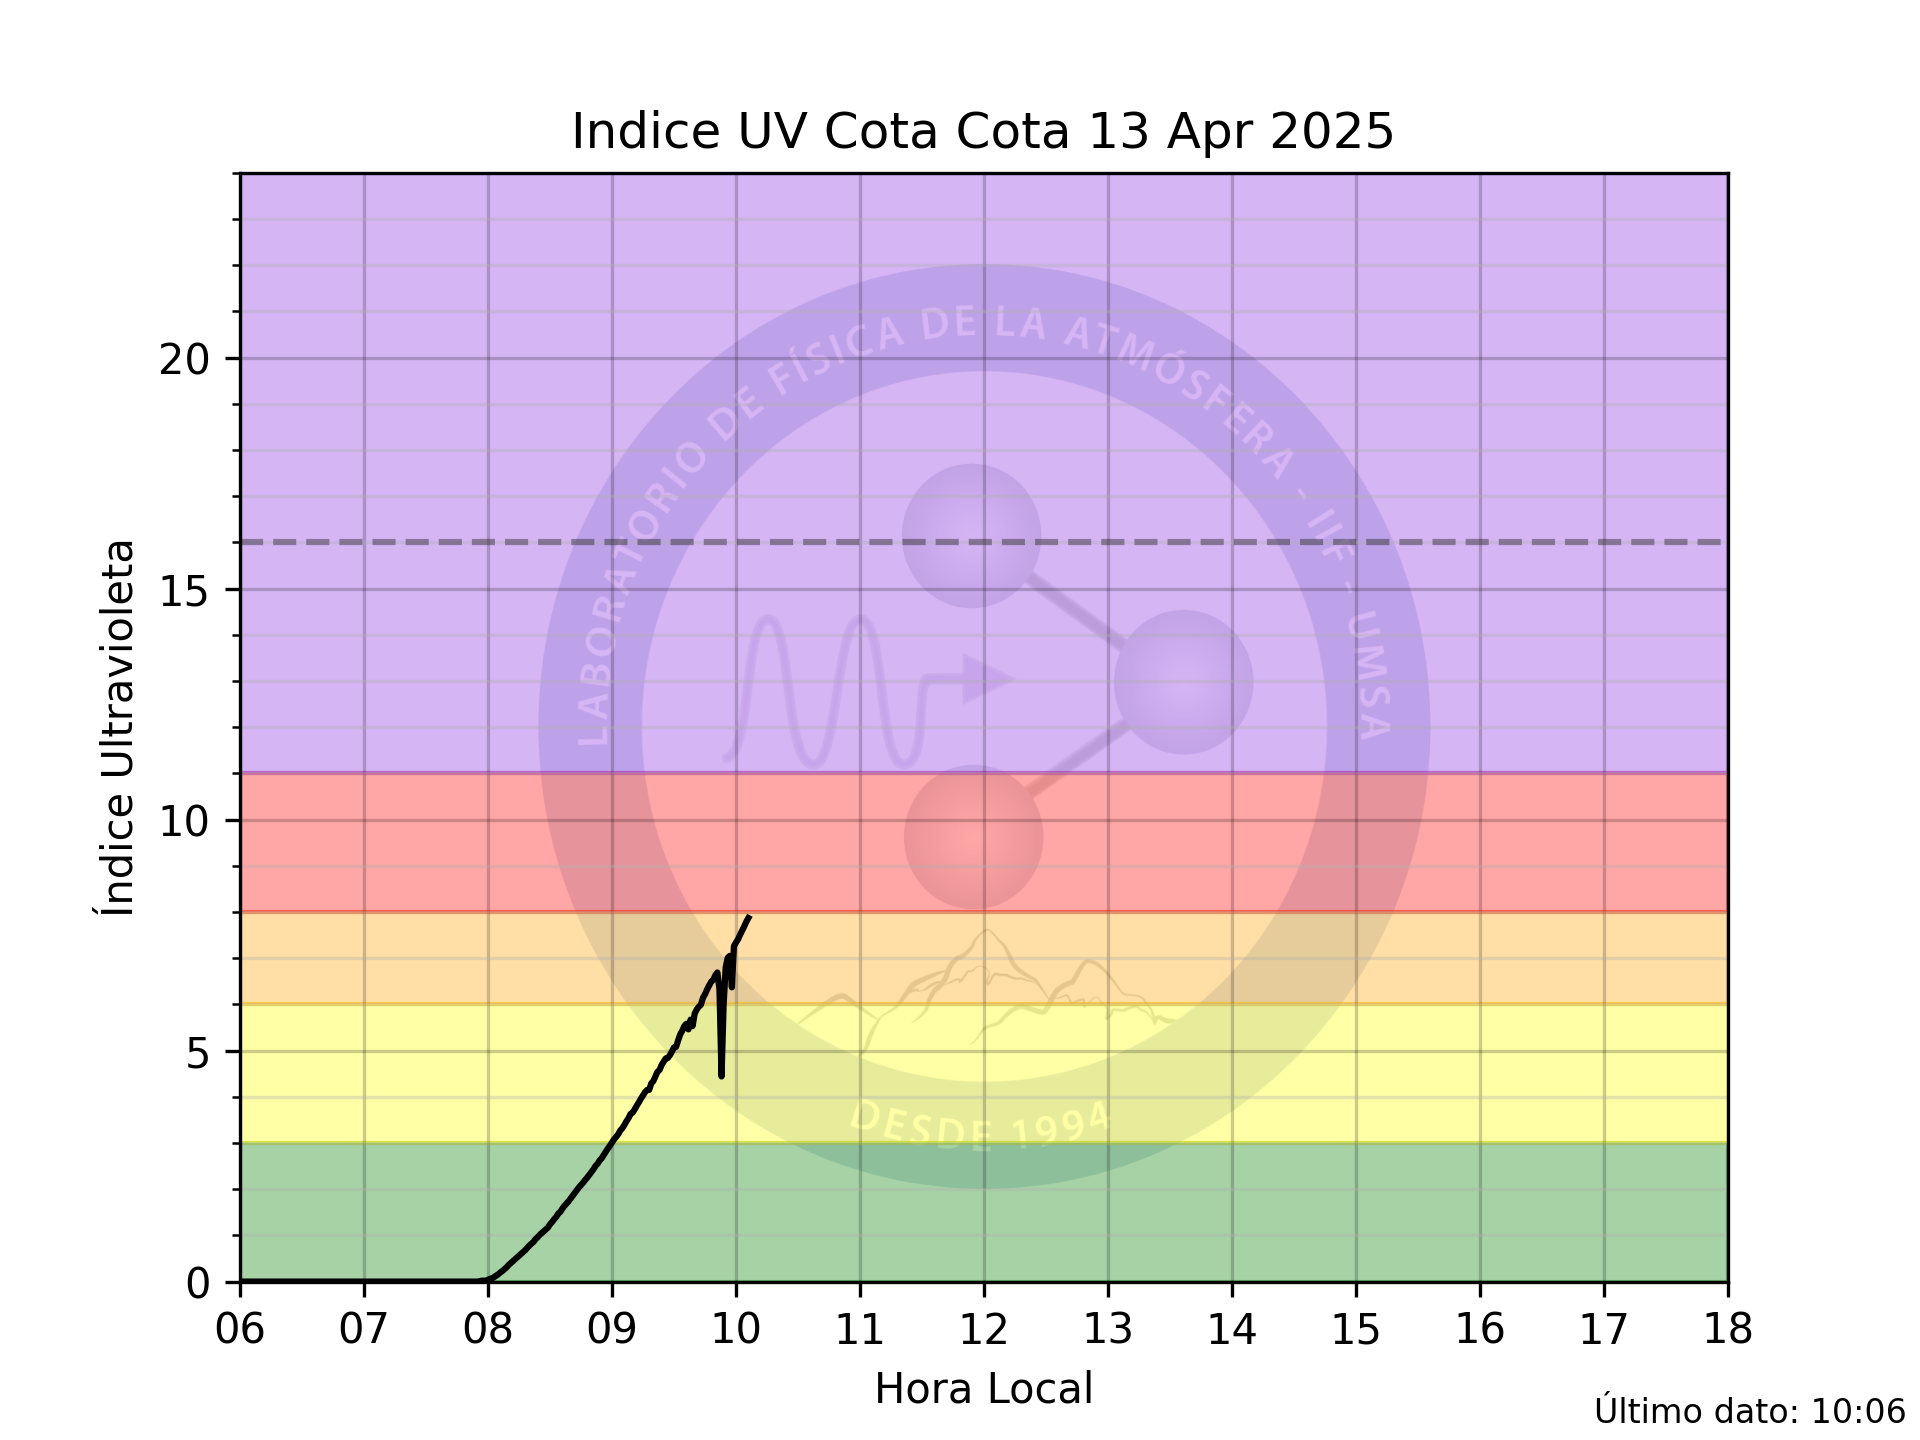 Indice UV Cota Cota 13 Apr 2025
LABORATORIO DE FÍSICA DE LA ATMÓSFERA - IIF - UMSA
DESDE 1994
Índice Ultravioleta
20
15
10
5
0
06 07 08 09 10 11 12 13 14 15 16 17 18
Hora Local
Último dato: 10:06